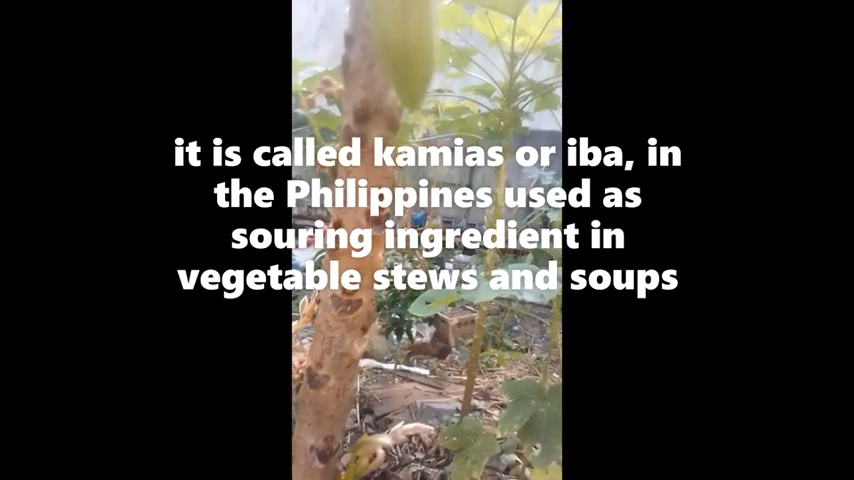 it is called kamias or iba, in
the Philippines used as
souring ingredient in
vegetable stews and soups